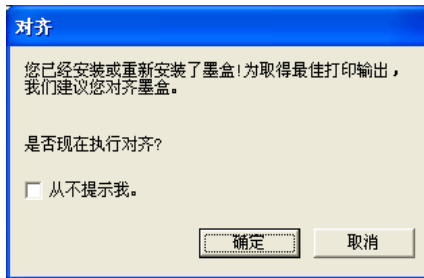 对齐
您已经安装或重新安装了墨盒!为取得最佳打印输出，
我们建议您对齐墨盒。
是否现在执行对齐?
从不提示我。
确定
取消